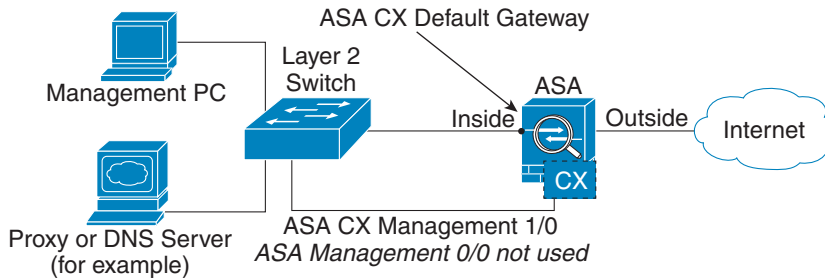 ASA CX Default Gateway
Layer 2
Switch
ASA
Management PC
Inside
Outside
Internet
CX
Proxy or DNS Server
(for example)
ASA CX Management 1/0
ASA Management 0/0 not used